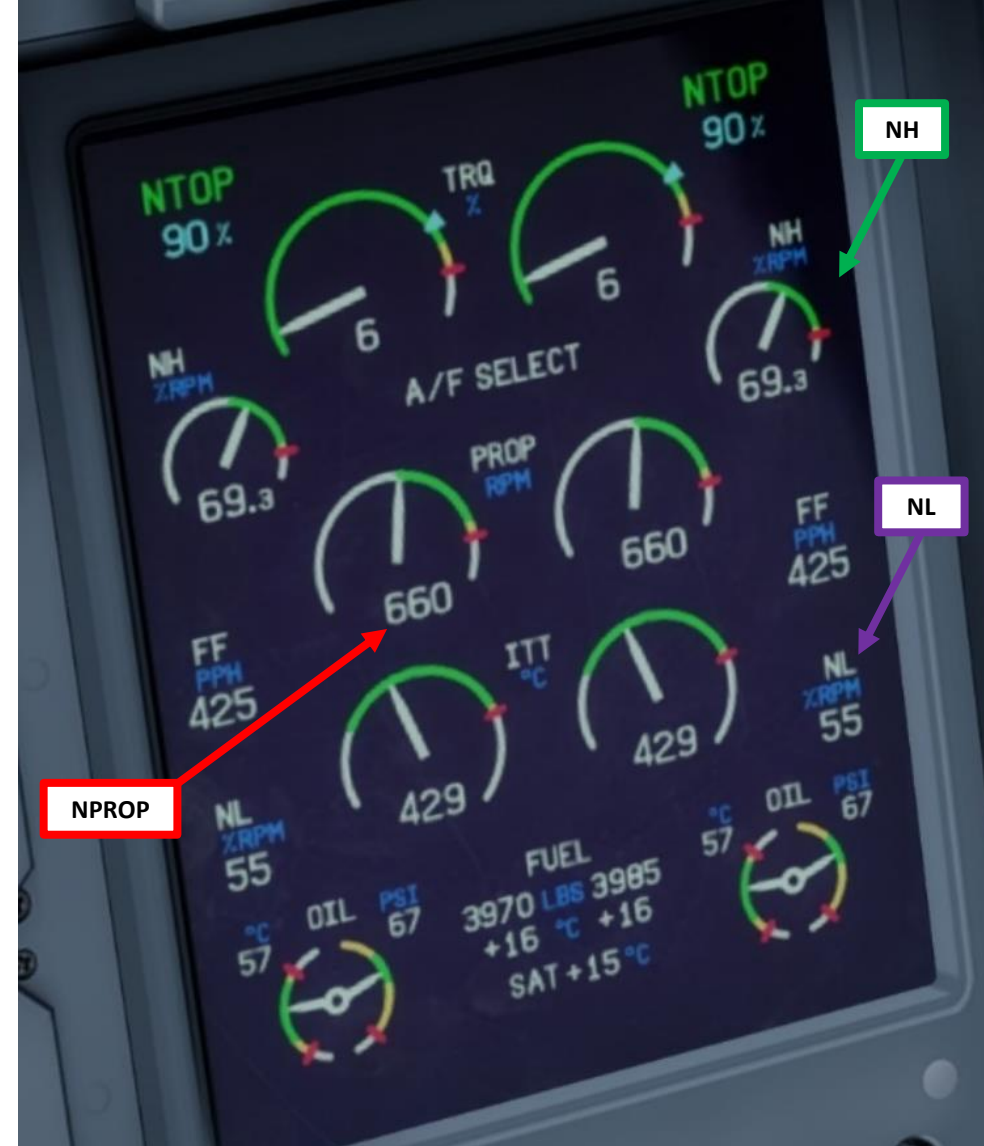 NTOP
90%
TRQ
%
NTOP
90%
NH
6
6
NH
%RPM
69.3
A/F SELECT
NH
%RPM
69.3
PROP
RPM
660
660
NL
FF
PPH
425
FF
PPH
425
ITT
°C
429
429
NL
%RPM
55
NPROP
NL
%RPM
55
OIL
°C
57
PSI
67
FUEL
3970 LBS 3985
+16 °C +16
SAT +15 °C
OIL
°C
57
PSI
67